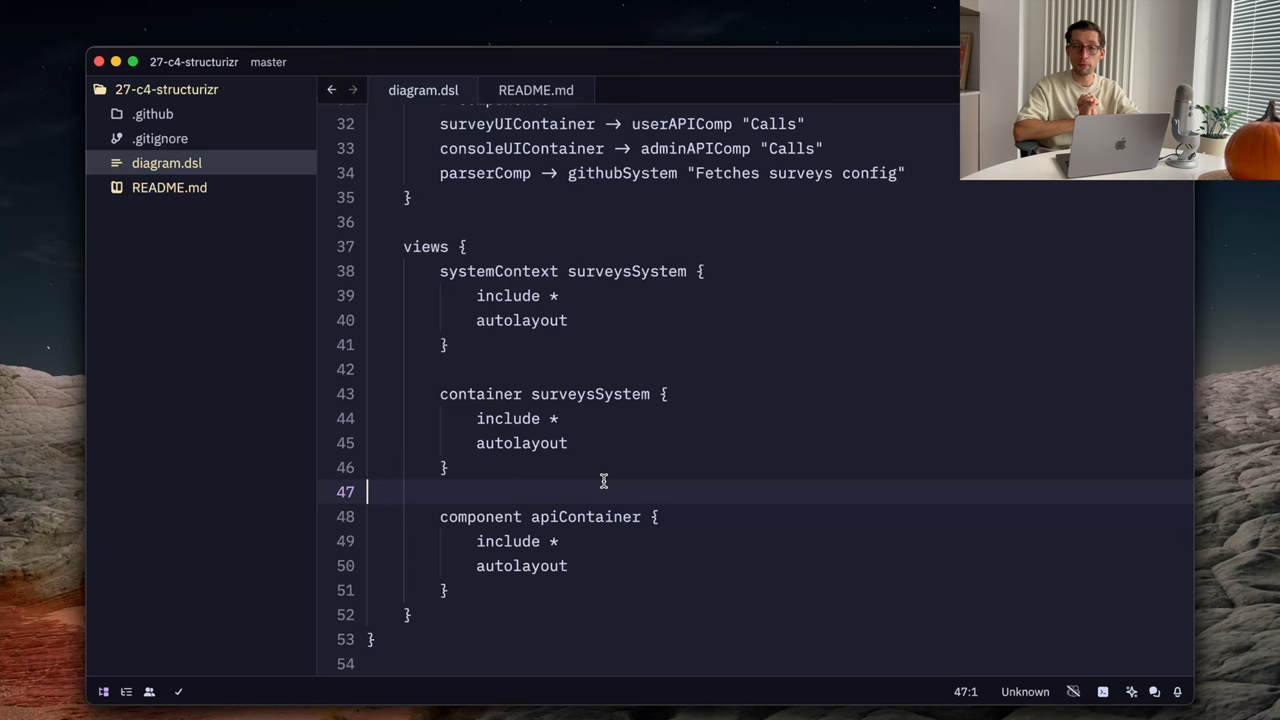 27-c4-structurizr master
27-c4-structurizr
.github
.gitignore
diagram.dsl
README.md
diagram.dsl README.md
32 surveyUIContainer -> userAPIComp "Calls"
33 consoleUIContainer -> adminAPIComp "Calls"
34 parserComp -> githubSystem "Fetches surveys config"
35 }
36
37 views {
38 systemContext surveysSystem {
39 include *
40 autolayout
41 }
42
43 container surveysSystem {
44 include *
45 autolayout
46 }
47
48 component apiContainer {
49 include *
50 autolayout
51 }
52 }
53 }
54
47:1 Unknown